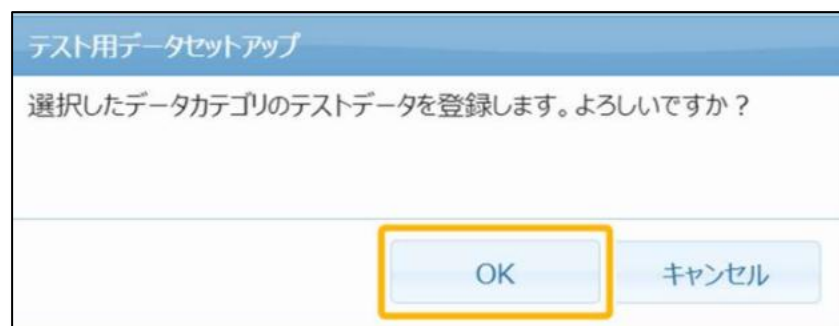 テスト用データセットアップ
選択したデータカテゴリのテストデータを登録します。よろしいですか？
OK
キャンセル